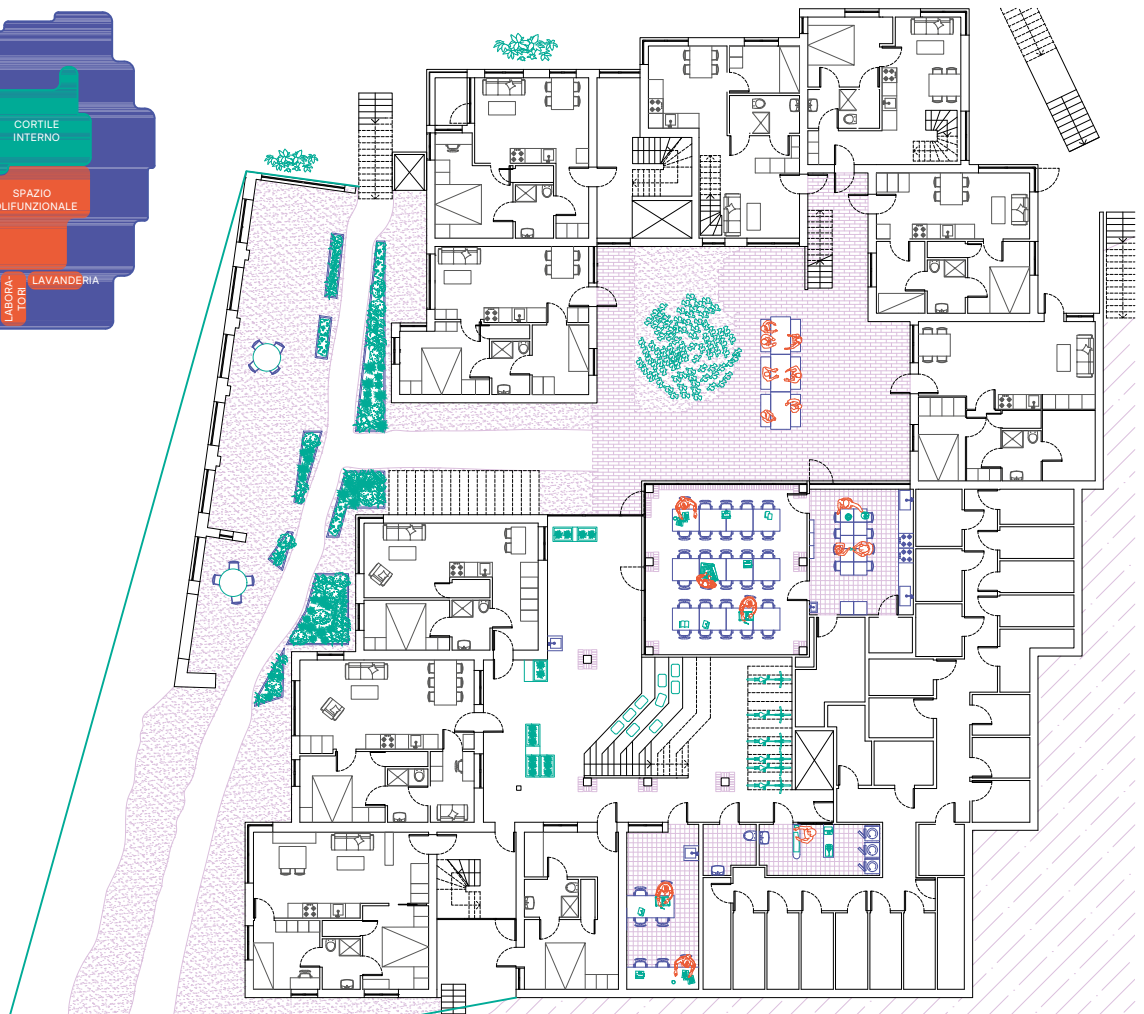 CORTILE
INTERNO
SPAZIO
OLIFUNZIONALE
LABORA-
TORI
LAVANDERIA